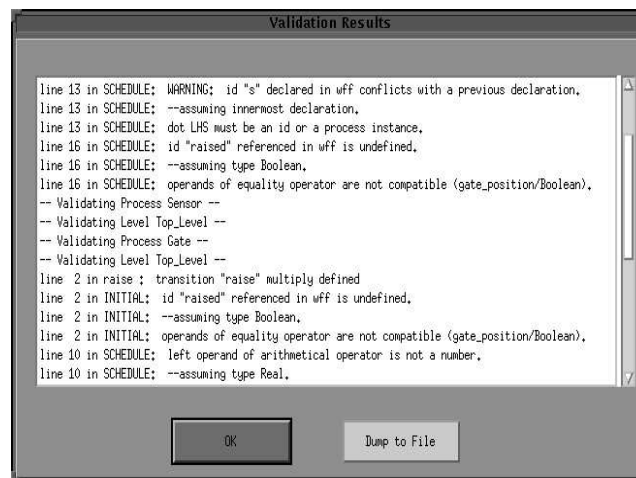 Validation Results
line 13 in SCHEDULE: WARNING: id "s" declared in wff conflicts with a previous declaration.
line 13 in SCHEDULE: --assuming innermost declaration.
line 13 in SCHEDULE: dot LHS must be an id or a process instance.
line 16 in SCHEDULE: id "raised" referenced in wff is undefined.
line 16 in SCHEDULE: --assuming type Boolean.
line 16 in SCHEDULE: operands of equality operator are not compatible (gate_position/Boolean).
-- Validating Process Sensor --
-- Validating Level Top_Level --
-- Validating Process Gate --
-- Validating Level Top_Level --
line 2 in raise : transition "raise" multiply defined
line 2 in INITIAL: id "raised" referenced in wff is undefined.
line 2 in INITIAL: --assuming type Boolean.
line 2 in INITIAL: operands of equality operator are not compatible (gate_position/Boolean).
line 10 in SCHEDULE: left operand of arithmetical operator is not a number.
line 10 in SCHEDULE: --assuming type Real.
OK
Dump to File